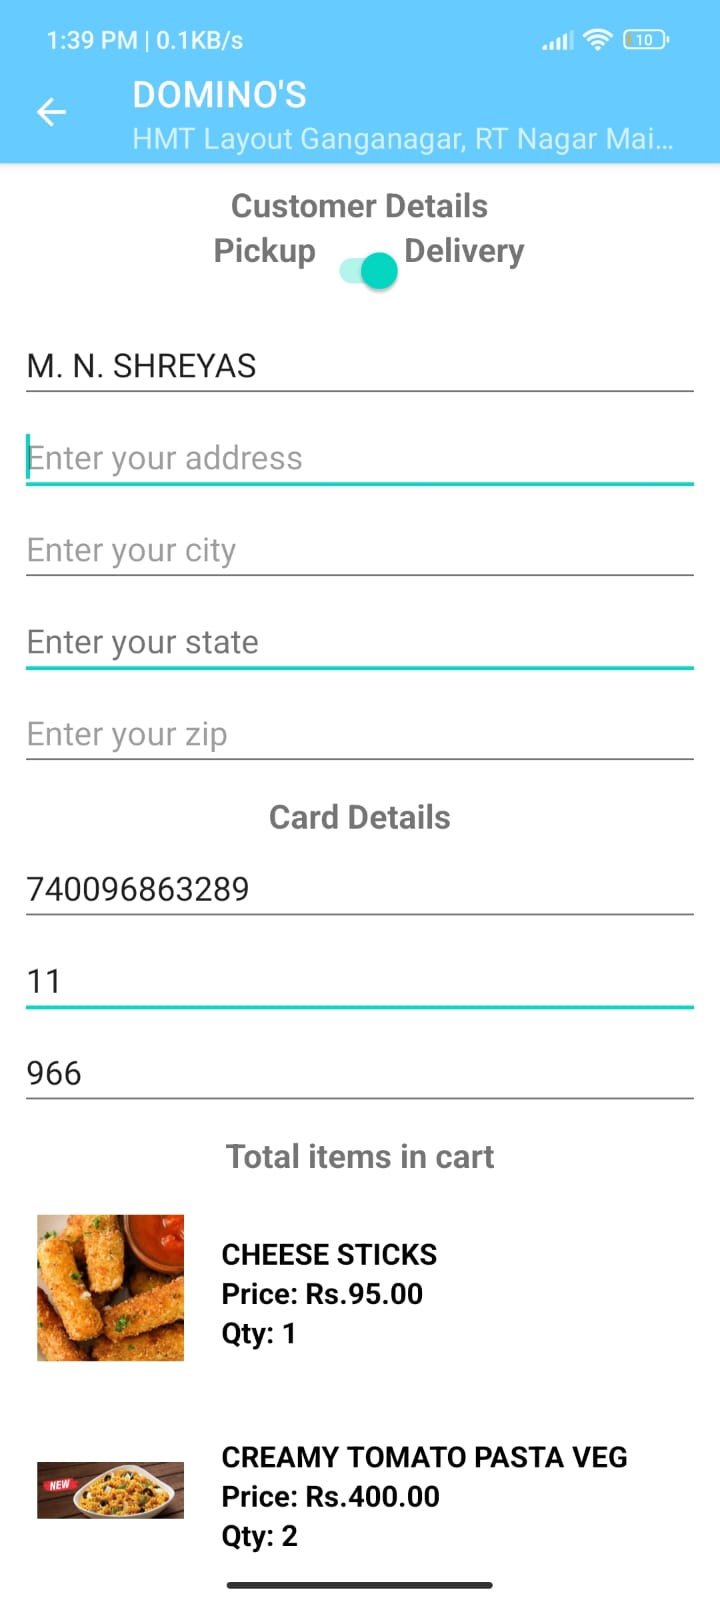 1:39 PM | 0.1KB/s 10
DOMINO'S
HMT Layout Ganganagar, RT Nagar Mai...
Customer Details
Pickup Delivery
M. N. SHREYAS
Enter your address
Enter your city
Enter your state
Enter your zip
Card Details
740096863289
11
966
Total items in cart
CHEESE STICKS
Price: Rs.95.00
Qty: 1
NEW
CREAMY TOMATO PASTA VEG
Price: Rs.400.00
Qty: 2